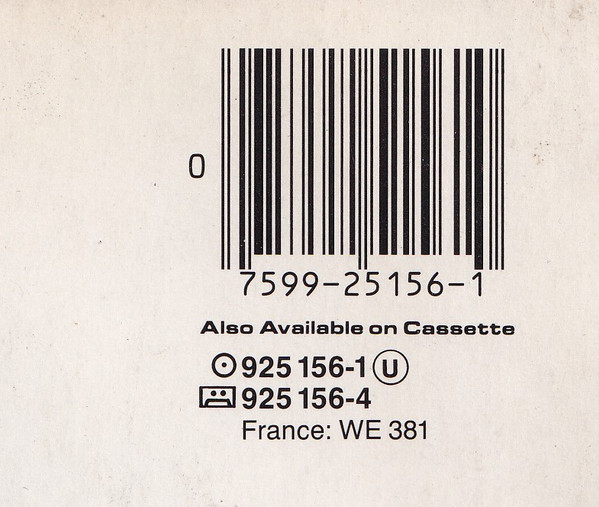 0
7599-25156-1
Also Available on Cassette
925 156-1 U
925 156-4
France: WE 381